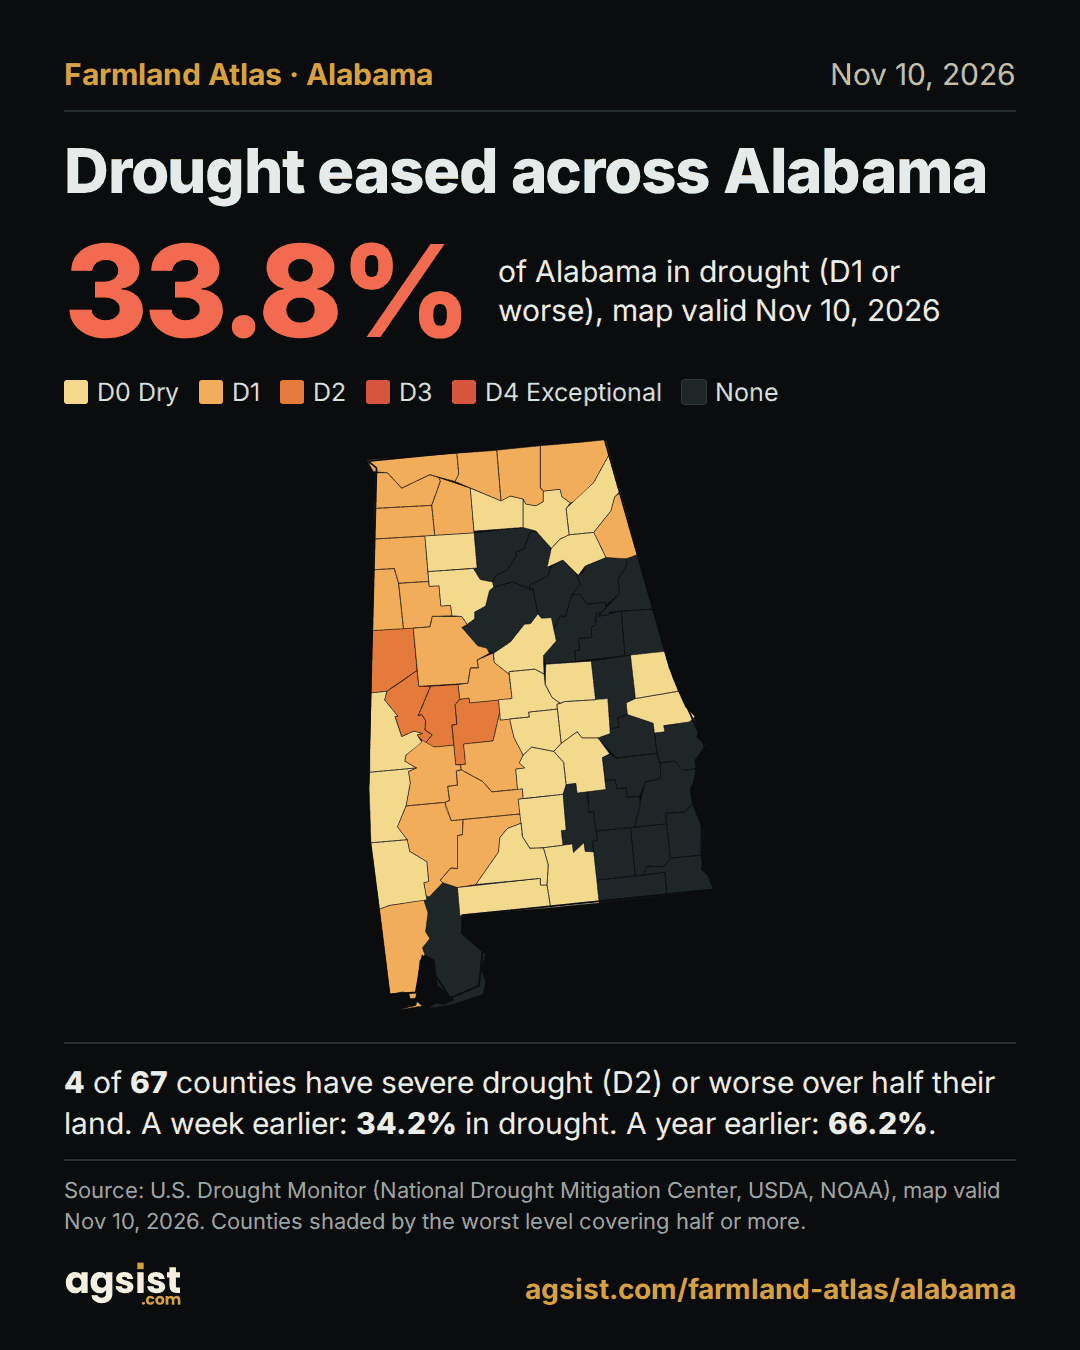 Farmland Atlas · Alabama
Nov 10, 2026
Drought eased across Alabama
33.8%
of Alabama in drought (D1 or
worse), map valid Nov 10, 2026
D0 Dry D1 D2 D3 D4 Exceptional None
4 of 67 counties have severe drought (D2) or worse over half their
land. A week earlier: 34.2% in drought. A year earlier: 66.2%.
Source: U.S. Drought Monitor (National Drought Mitigation Center, USDA, NOAA), map valid
Nov 10, 2026. Counties shaded by the worst level covering half or more.
agsist
.com
agsist.com/farmland-atlas/alabama